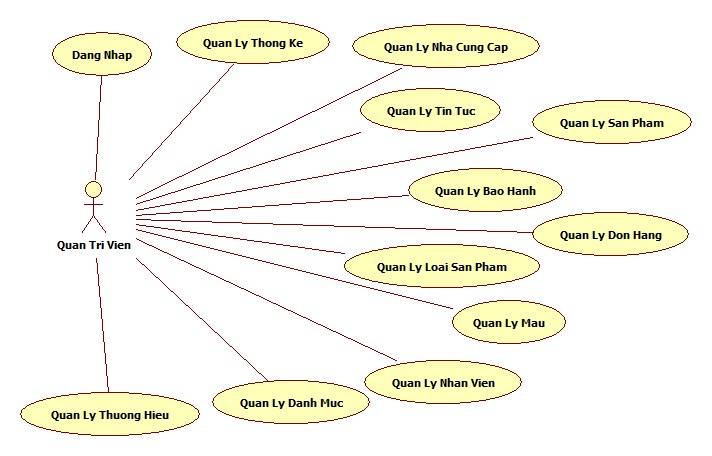 Dang Nhap
Quan Ly Thong Ke
Quan Ly Nha Cung Cap
Quan Ly Tin Tuc
Quan Ly San Pham
Quan Ly Bao Hanh
Quan Tri Vien
Quan Ly Don Hang
Quan Ly Loai San Pham
Quan Ly Mau
Quan Ly Nhan Vien
Quan Ly Danh Muc
Quan Ly Thuong Hieu